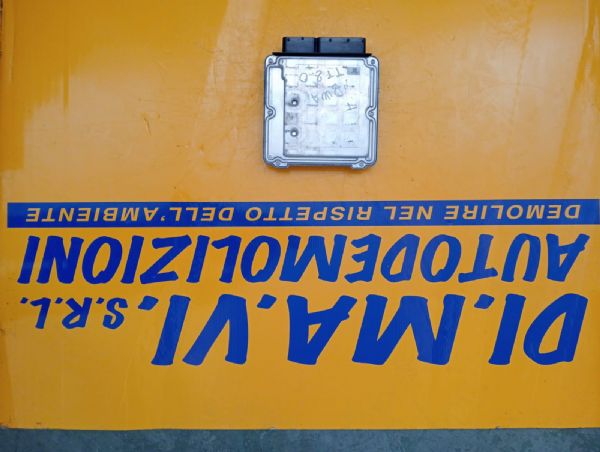 DI.MA.VI. S.R.L.
AUTODEMOLIZIONI
DEMOLIRE NEL RISPETTO DELL'AMBIENTE